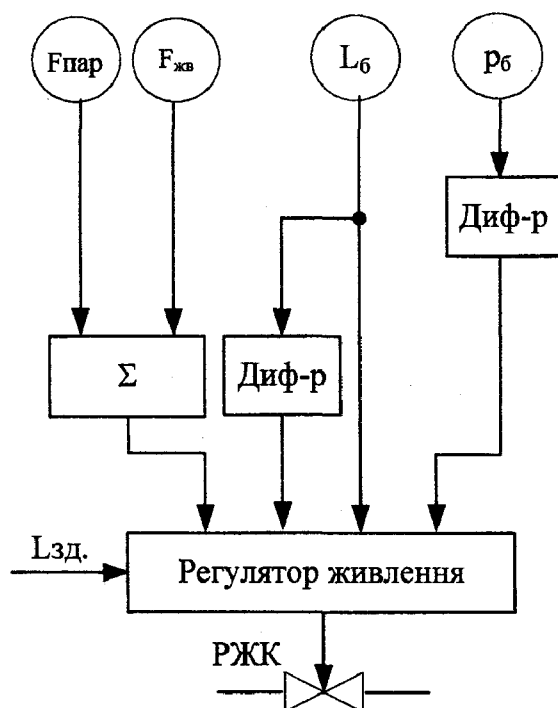 Fпар
Fжв
Lб
pб
Диф-р
Σ
Диф-р
Lзд.
Регулятор живлення
РЖК